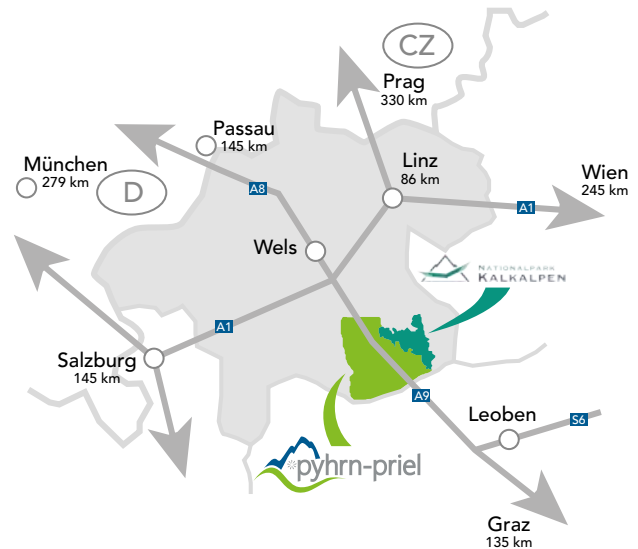 CZ
Prag
330 km
Passau
145 km
München
279 km
D
A8
Linz
86 km
Wien
245 km
A1
Wels
NATIONALPARK
KALKALPEN
A1
Salzburg
145 km
A9
Leoben
S6
pyhrn-priel
Graz
135 km